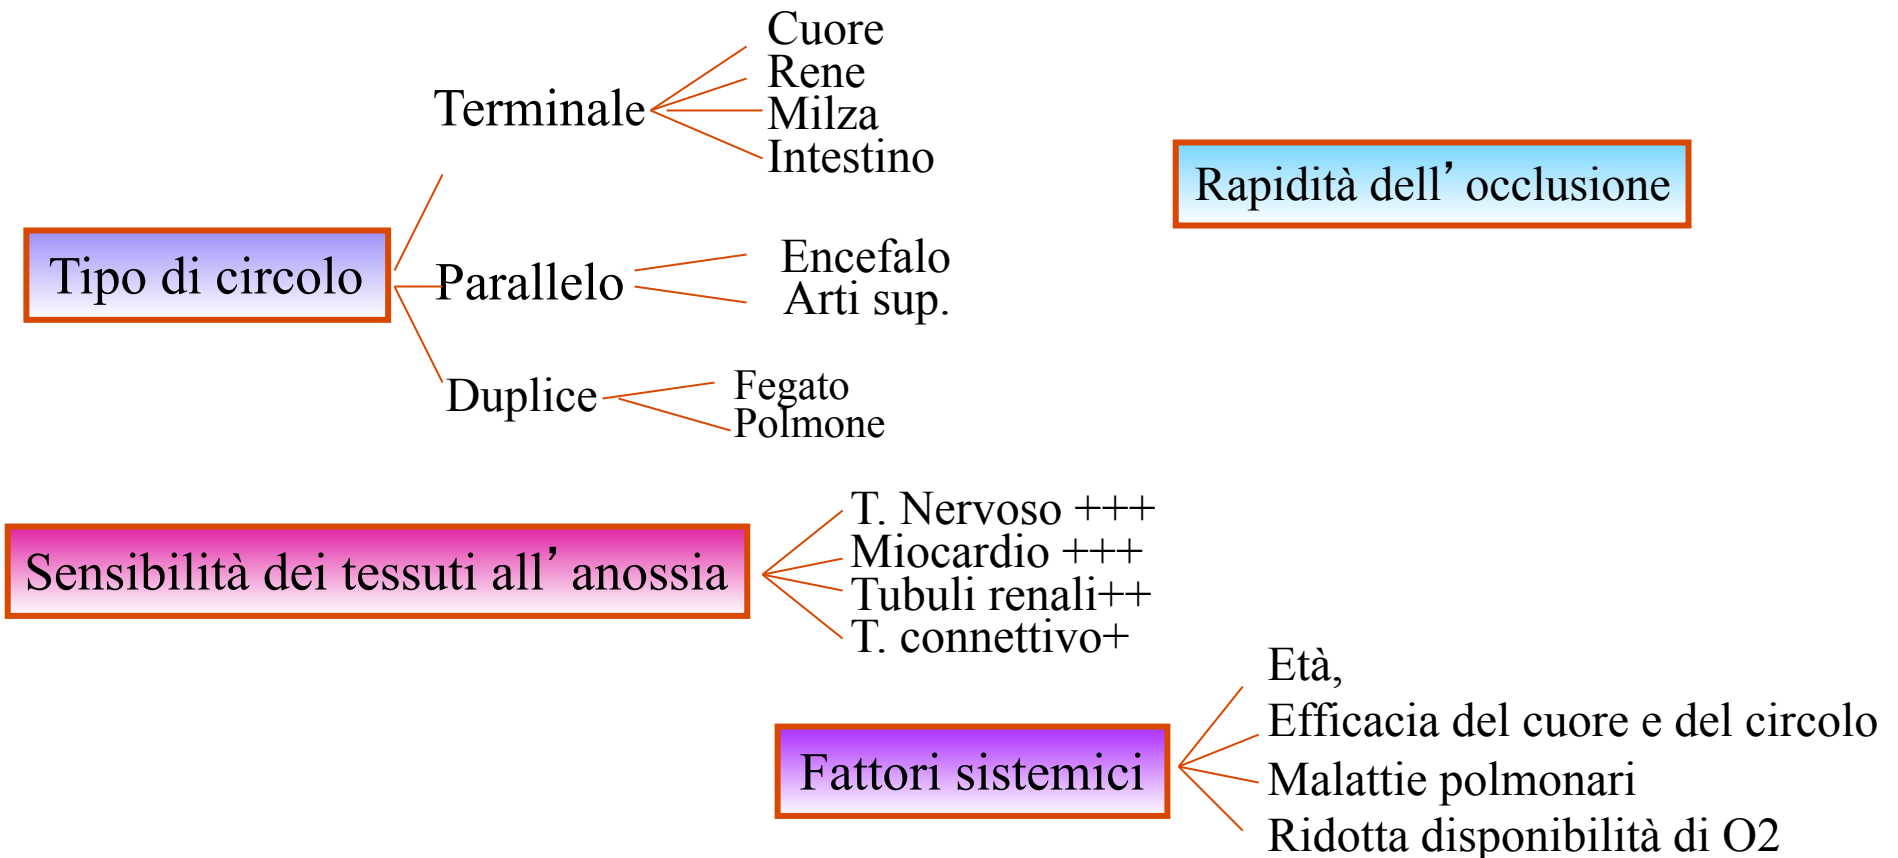 Cuore
Rene
Terminale
Milza
Intestino
Rapidità dell’occlusione
Tipo di circolo
Parallelo
Encefalo
Arti sup.
Duplice
Fegato
Polmone
Sensibilità dei tessuti all’anossia
T. Nervoso +++
Miocardio +++
Tubuli renali++
T. connettivo+
Fattori sistemici
Età,
Efficacia del cuore e del circolo
Malattie polmonari
Ridotta disponibilità di O2